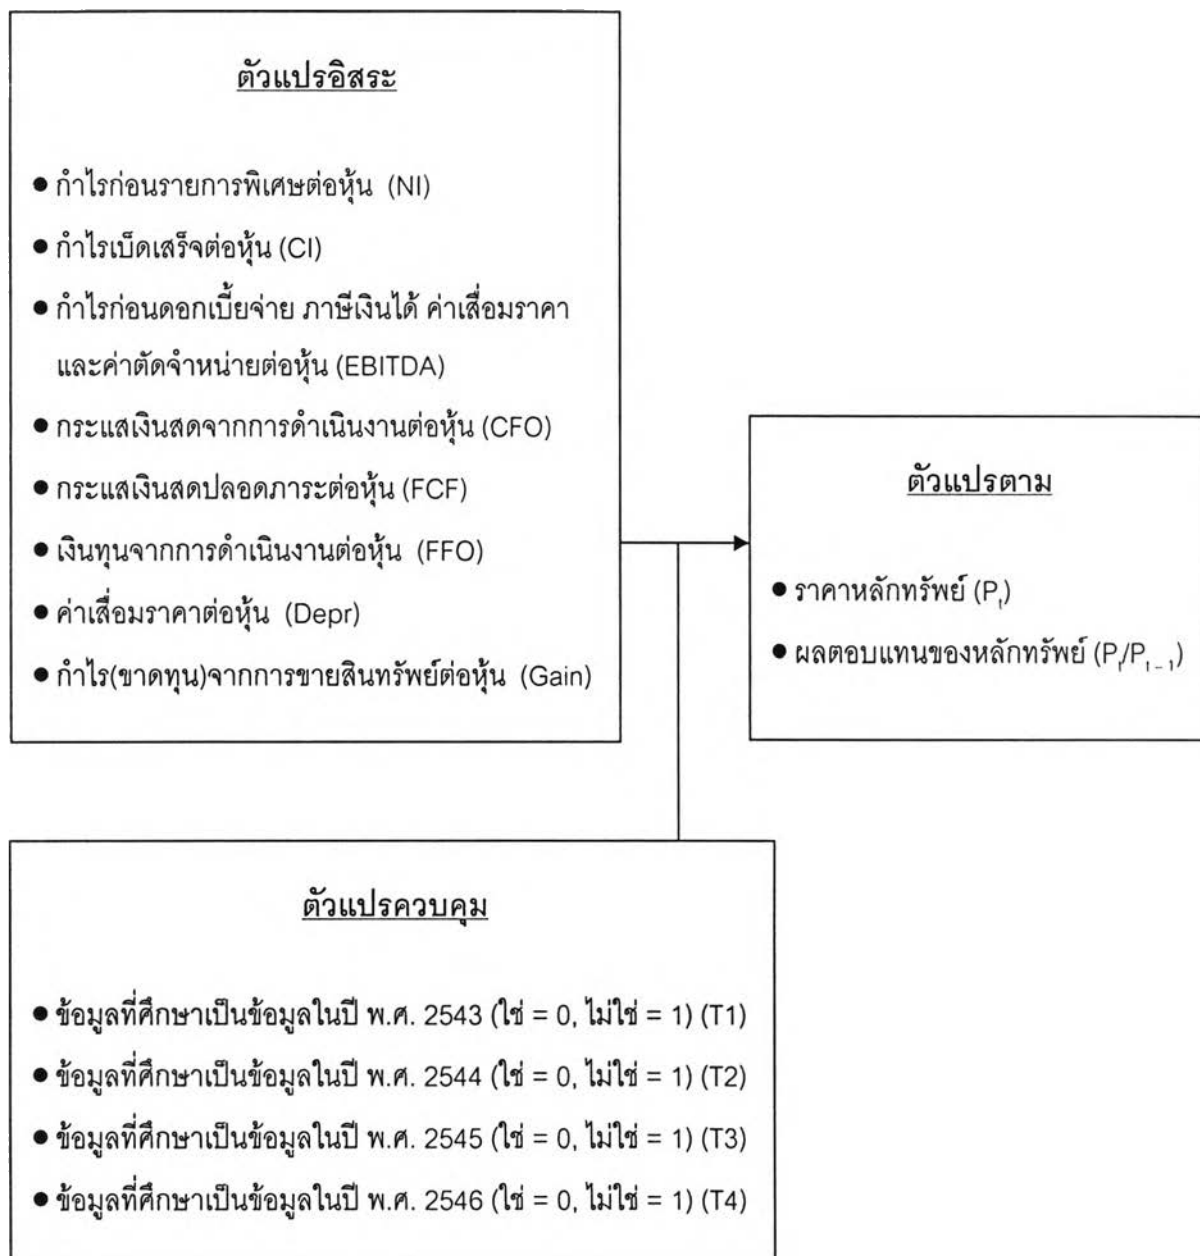 ตัวแปรอิสระ
● กำไรก่อนรายการพิเศษต่อหุ้น (NI)
● กำไรเบ็ดเสร็จต่อหุ้น (CI)
● กำไรก่อนดอกเบี้ยจ่าย ภาษีเงินได้ ค่าเสื่อมราคา
และค่าตัดจำหน่ายต่อหุ้น (EBITDA)
● กระแสเงินสดจากการดำเนินงานต่อหุ้น (CFO)
● กระแสเงินสดปลอดภาระต่อหุ้น (FCF)
● เงินทุนจากการดำเนินงานต่อหุ้น (FFO)
● ค่าเสื่อมราคาต่อหุ้น (Depr)
● กำไร(ขาดทุน)จากการขายสินทรัพย์ต่อหุ้น (Gain)
ตัวแปรตาม
● ราคาหลักทรัพย์ (Pₜ)
● ผลตอบแทนของหลักทรัพย์ (Pₜ/Pₜ₋₁)
ตัวแปรควบคุม
● ข้อมูลที่ศึกษาเป็นข้อมูลในปี พ.ศ. 2543 (ใช่ = 0, ไม่ใช่ = 1) (T1)
● ข้อมูลที่ศึกษาเป็นข้อมูลในปี พ.ศ. 2544 (ใช่ = 0, ไม่ใช่ = 1) (T2)
● ข้อมูลที่ศึกษาเป็นข้อมูลในปี พ.ศ. 2545 (ใช่ = 0, ไม่ใช่ = 1) (T3)
● ข้อมูลที่ศึกษาเป็นข้อมูลในปี พ.ศ. 2546 (ใช่ = 0, ไม่ใช่ = 1) (T4)